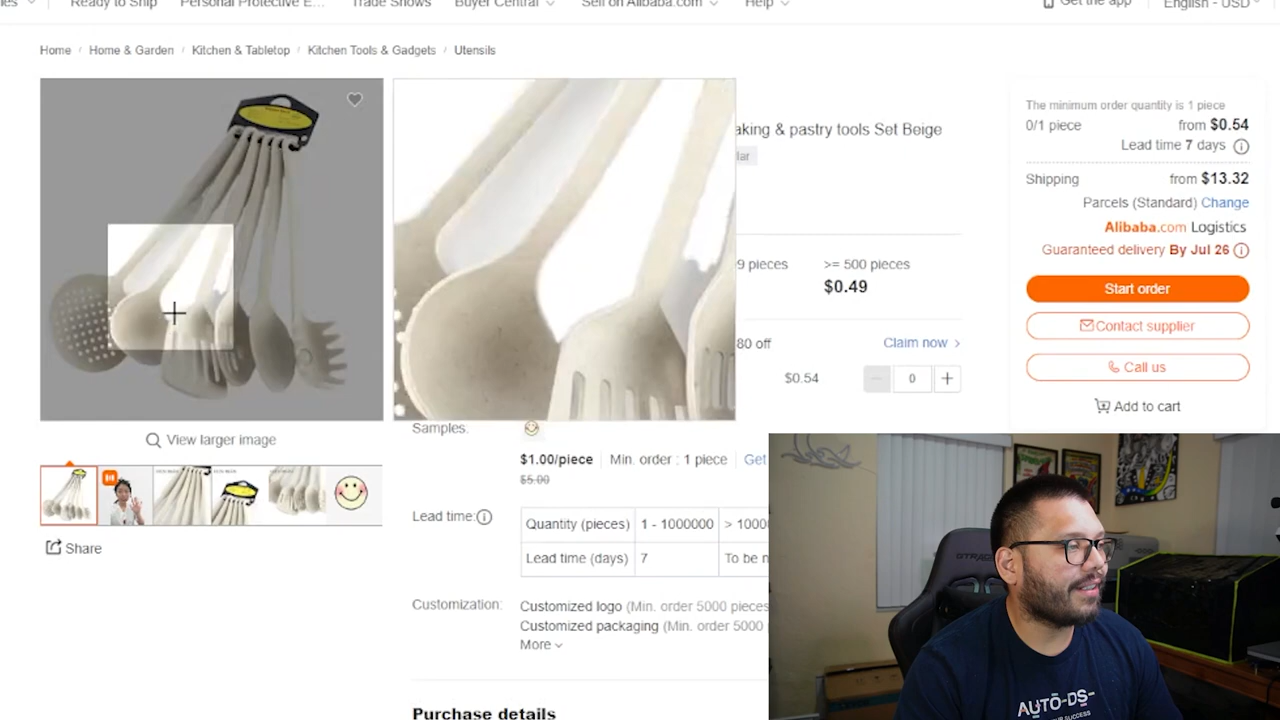 Ready to Ship
Personal Protective E...
Trade Shows
Buyer Central
Sell on Alibaba.com
Help
Get the app
English - USD
Home / Home & Garden / Kitchen & Tabletop / Kitchen Tools & Gadgets / Utensils
aking & pastry tools Set Beige
lar
9 pieces
>= 500 pieces
$0.49
80 off
Claim now >
$0.54
0
The minimum order quantity is 1 piece
0/1 piece
from $0.54
Lead time 7 days
Shipping
from $13.32
Parcels (Standard) Change
Alibaba.com Logistics
Guaranteed delivery By Jul 26
Start order
Contact supplier
Call us
Add to cart
View larger image
Share
Samples:
$1.00/piece
Min. order : 1 piece
Get
$5.00
Lead time:
Quantity (pieces)
1 - 1000000
Lead time (days)
7
To be n
Customization:
Customized logo (Min. order 5000 pieces
Customized packaging (Min. order 5000
More
Purchase details
GTRACING
AUTO-DS-
SUCCESS